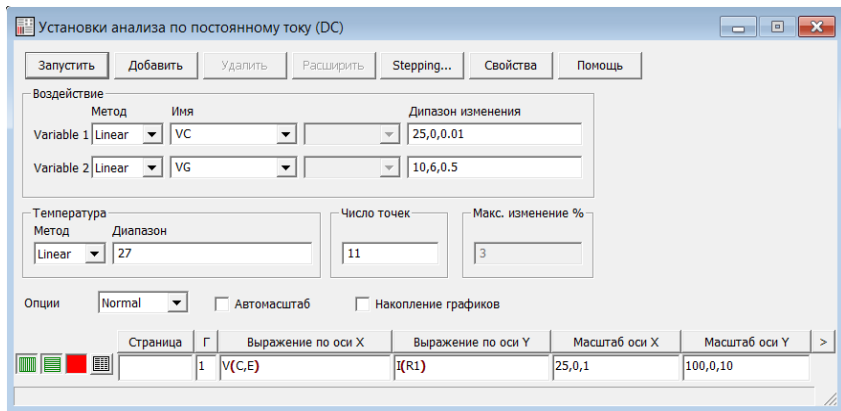 Установки анализа по постоянному току (DC)
Запустить Добавить Удалить Расширить Stepping... Свойства Помощь
Воздействие
Метод Имя Дипазон изменения
Variable 1 Linear VC 25,0,0.01
Variable 2 Linear VG 10,6,0.5
Температура Число точек Макс. изменение %
Метод Диапазон
Linear 27 11 3
Опции Normal Автомасштаб Накопление графиков
Страница Г Выражение по оси X Выражение по оси Y Масштаб оси X Масштаб оси Y >
1 V(C,E) I(R1) 25,0,1 100,0,10